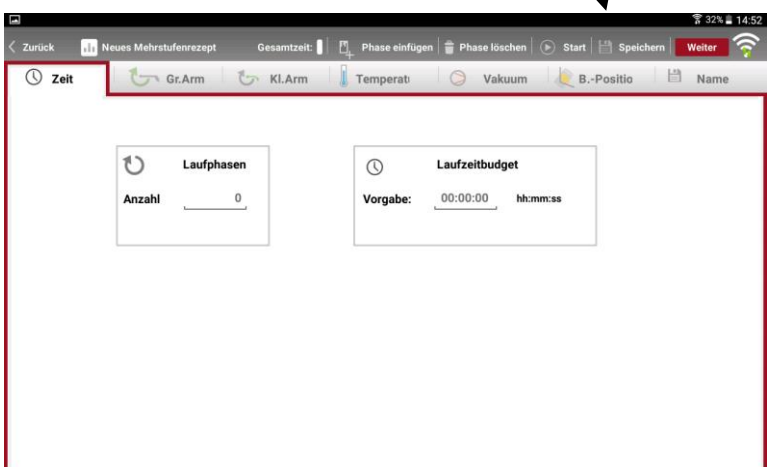 32% 14:52
Zurück Neues Mehrstufenrezept Gesamtzeit: Phase einfügen Phase löschen Start Speichern Weiter
Zeit Gr.Arm Kl.Arm Temperatu Vakuum B.-Positio Name
Laufphasen Laufzeitbudget
Anzahl 0 Vorgabe: 00:00:00 hh:mm:ss